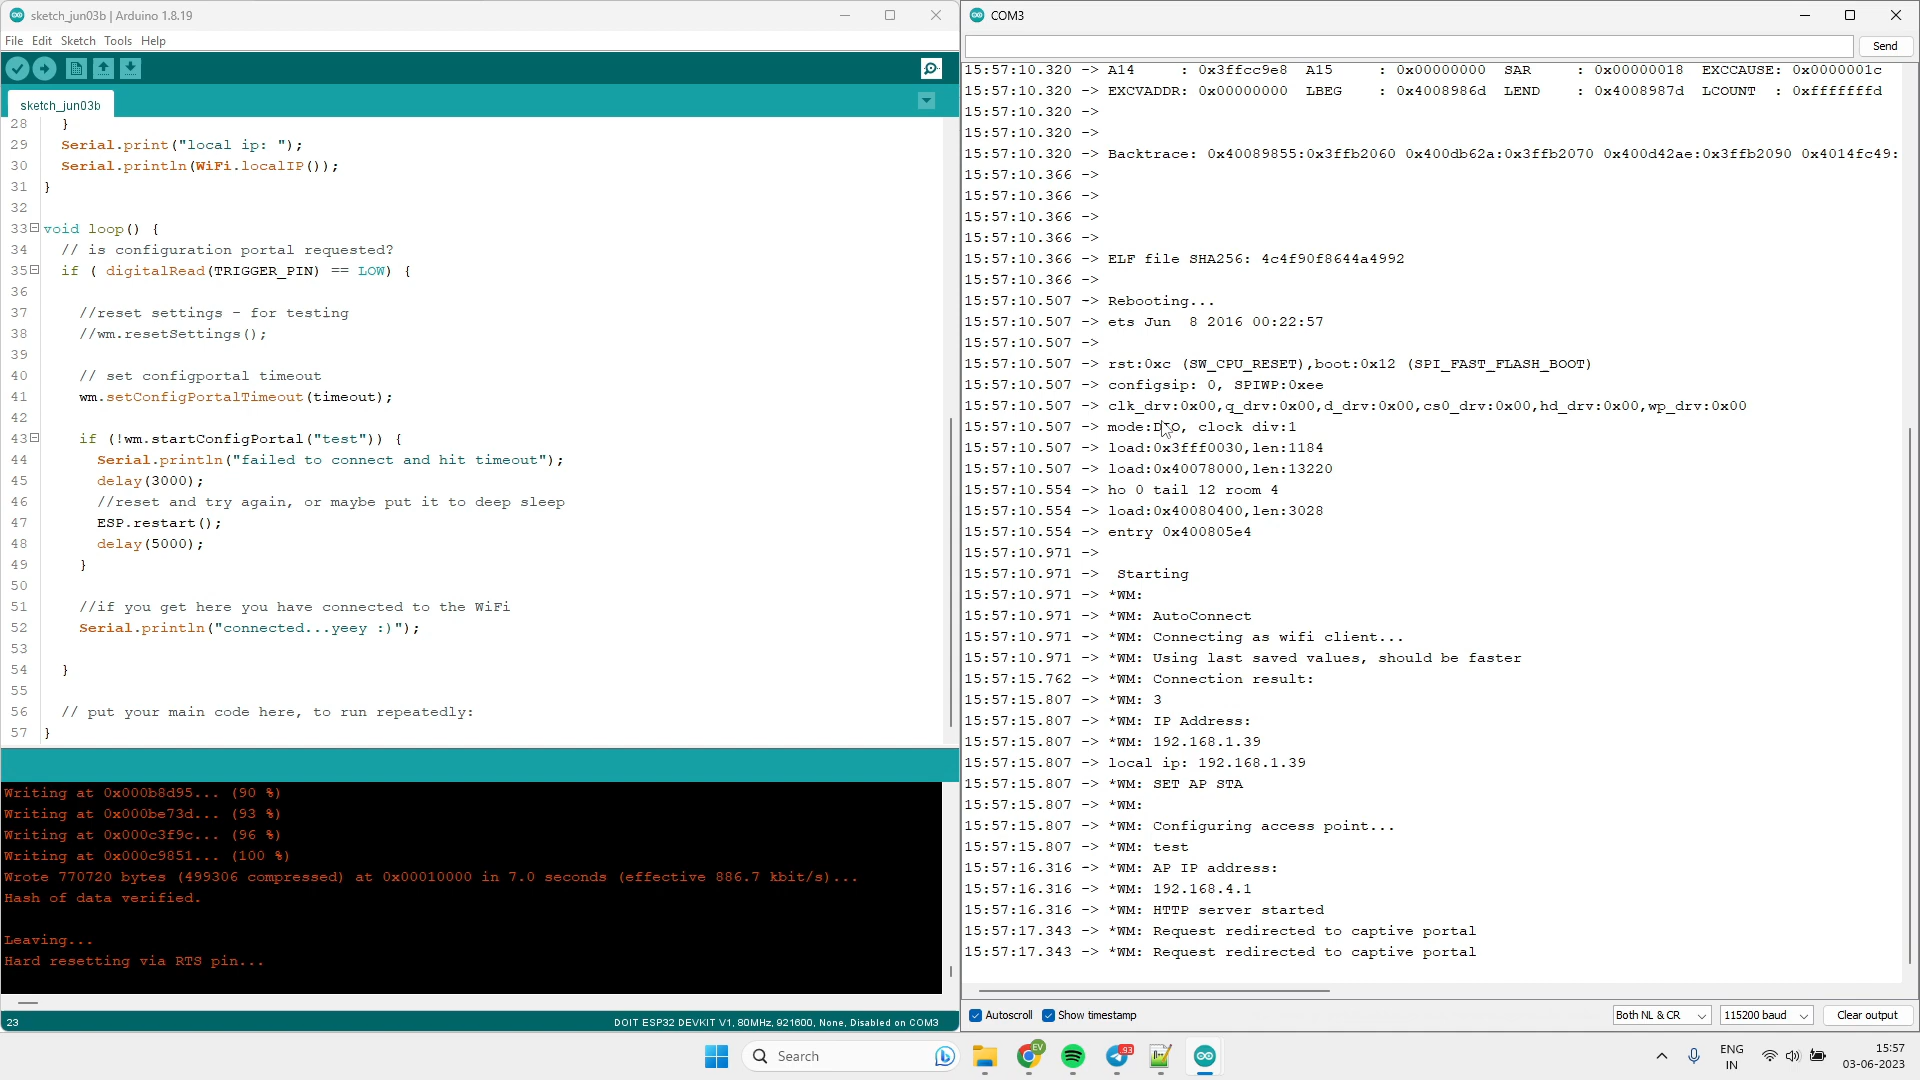 sketch_jun03b | Arduino 1.8.19
File Edit Sketch Tools Help
sketch_jun03b
28 }
29 Serial.print("local ip: ");
30 Serial.println(WiFi.localIP());
31 }
32
33 void loop() {
34 // is configuration portal requested?
35 if ( digitalRead(TRIGGER_PIN) == LOW) {
36
37 //reset settings - for testing
38 //wm.resetSettings();
39
40 // set configportal timeout
41 wm.setConfigPortalTimeout(timeout);
42
43 if (!wm.startConfigPortal("test")) {
44 Serial.println("failed to connect and hit timeout");
45 delay(3000);
46 //reset and try again, or maybe put it to deep sleep
47 ESP.restart();
48 delay(5000);
49 }
50
51 //if you get here you have connected to the WiFi
52 Serial.println("connected...yeey :)");
53
54 }
55
56 // put your main code here, to run repeatedly:
57 }
Writing at 0x000b8d95... (90 %)
Writing at 0x000be73d... (93 %)
Writing at 0x000c3f9c... (96 %)
Writing at 0x000c9851... (100 %)
Wrote 770720 bytes (499306 compressed) at 0x00010000 in 7.0 seconds (effective 886.7 kbit/s)...
Hash of data verified.
Leaving...
Hard resetting via RTS pin...
23 DOIT ESP32 DEVKIT V1, 80MHz, 921600, None, Disabled on COM3
COM3
Send
15:57:10.320 -> A14 : 0x3ffcc9e8 A15 : 0x00000000 SAR : 0x00000018 EXCCAUSE: 0x0000001c
15:57:10.320 -> EXCVADDR: 0x00000000 LBEG : 0x4008986d LEND : 0x4008987d LCOUNT : 0xfffffffd
15:57:10.320 ->
15:57:10.320 ->
15:57:10.320 -> Backtrace: 0x40089855:0x3ffb2060 0x400db62a:0x3ffb2070 0x400d42ae:0x3ffb2090 0x4014fc49:
15:57:10.366 ->
15:57:10.366 ->
15:57:10.366 ->
15:57:10.366 ->
15:57:10.366 -> ELF file SHA256: 4c4f90f8644a4992
15:57:10.366 ->
15:57:10.507 -> Rebooting...
15:57:10.507 -> ets Jun 8 2016 00:22:57
15:57:10.507 ->
15:57:10.507 -> rst:0xc (SW_CPU_RESET),boot:0x12 (SPI_FAST_FLASH_BOOT)
15:57:10.507 -> configsip: 0, SPIWP:0xee
15:57:10.507 -> clk_drv:0x00,q_drv:0x00,d_drv:0x00,cs0_drv:0x00,hd_drv:0x00,wp_drv:0x00
15:57:10.507 -> mode:DIO, clock div:1
15:57:10.507 -> load:0x3fff0030,len:1184
15:57:10.507 -> load:0x40078000,len:13220
15:57:10.554 -> ho 0 tail 12 room 4
15:57:10.554 -> load:0x40080400,len:3028
15:57:10.554 -> entry 0x400805e4
15:57:10.971 ->
15:57:10.971 -> Starting
15:57:10.971 -> *WM:
15:57:10.971 -> *WM: AutoConnect
15:57:10.971 -> *WM: Connecting as wifi client...
15:57:10.971 -> *WM: Using last saved values, should be faster
15:57:15.762 -> *WM: Connection result:
15:57:15.807 -> *WM: 3
15:57:15.807 -> *WM: IP Address:
15:57:15.807 -> *WM: 192.168.1.39
15:57:15.807 -> local ip: 192.168.1.39
15:57:15.807 -> *WM: SET AP STA
15:57:15.807 -> *WM:
15:57:15.807 -> *WM: Configuring access point...
15:57:15.807 -> *WM: test
15:57:16.316 -> *WM: AP IP address:
15:57:16.316 -> *WM: 192.168.4.1
15:57:16.316 -> *WM: HTTP server started
15:57:17.343 -> *WM: Request redirected to captive portal
15:57:17.343 -> *WM: Request redirected to captive portal
Autoscroll Show timestamp Both NL & CR 115200 baud Clear output
Search
EV
93
ENG
IN
15:57
03-06-2023